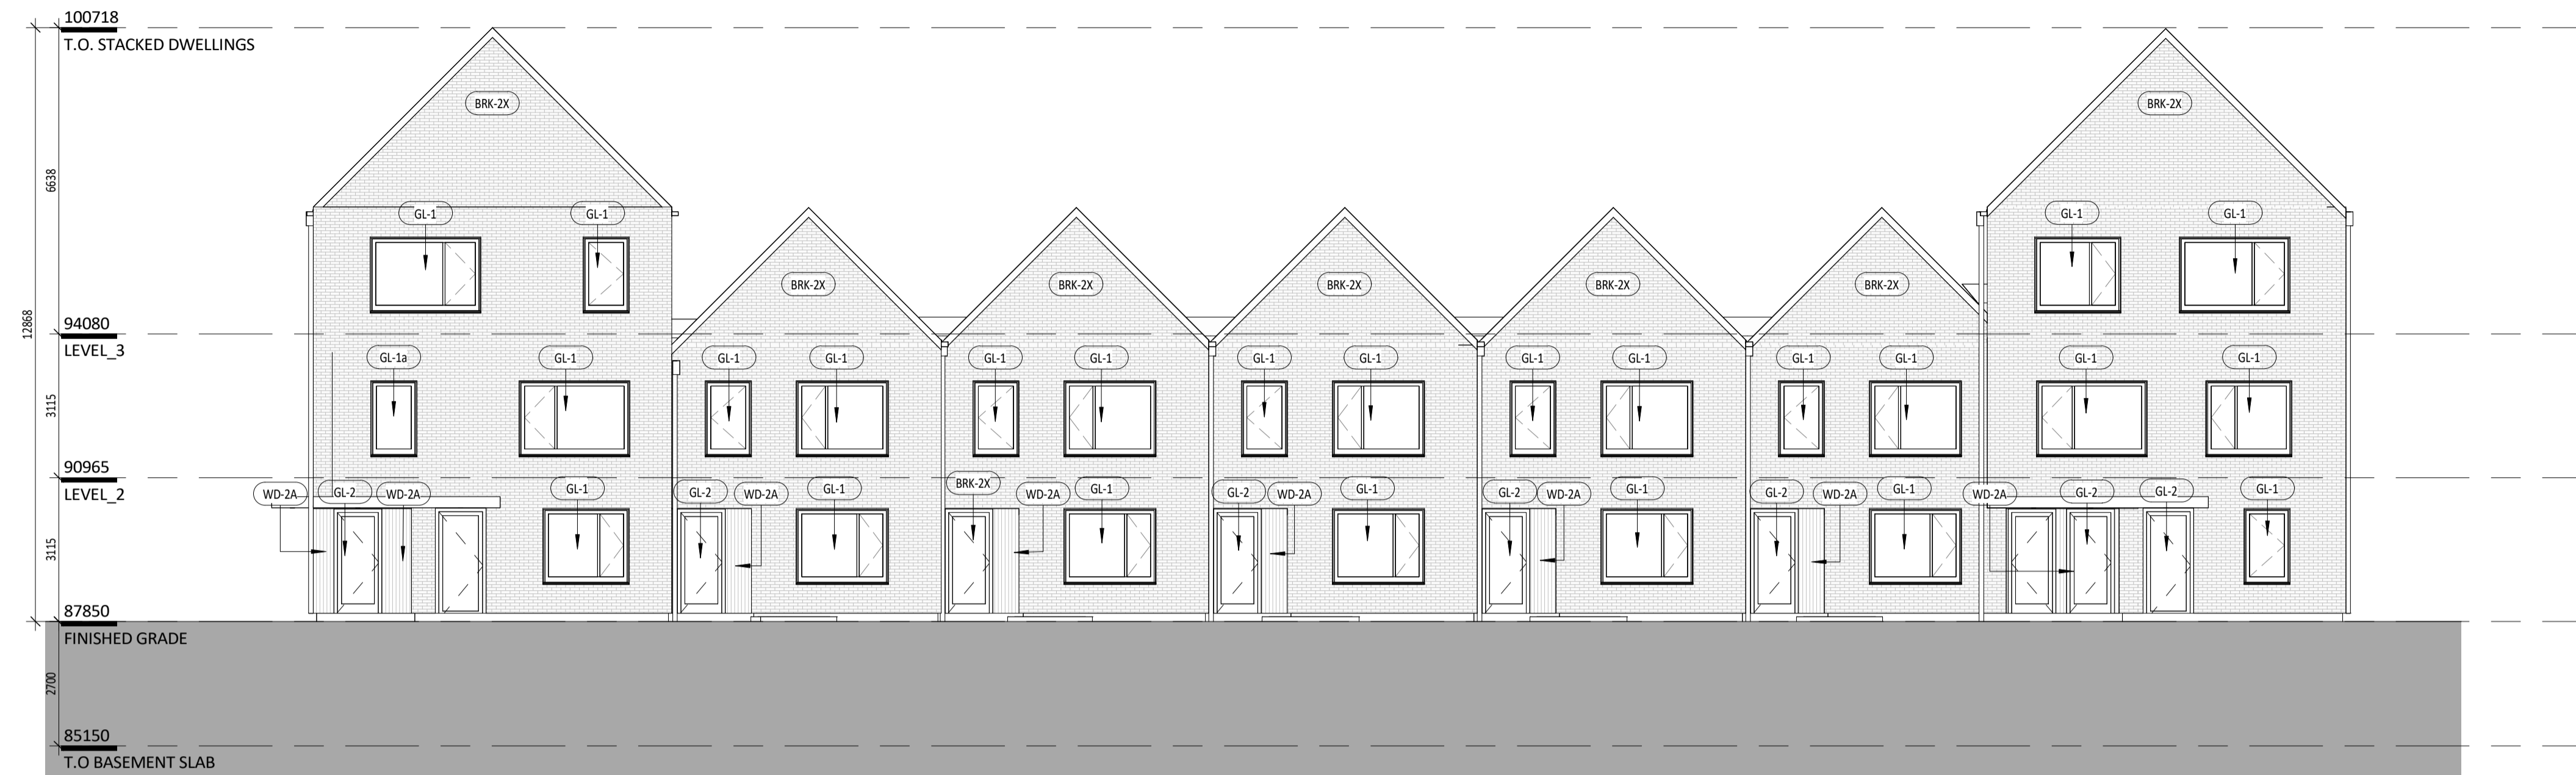 100718
T.O. STACKED DWELLINGS
BRK-2X
BRK-2X
6638
GL-1
GL-1
GL-1
GL-1
BRK-2X
BRK-2X
BRK-2X
BRK-2X
BRK-2X
12868
94080
LEVEL_3
GL-1a
GL-1
GL-1
GL-1
GL-1
GL-1
GL-1
GL-1
GL-1
GL-1
GL-1
GL-1
GL-1
GL-1
3115
90965
LEVEL_2
WD-2A
GL-2
WD-2A
GL-1
GL-2
WD-2A
GL-1
BRK-2X
WD-2A
GL-1
GL-2
WD-2A
GL-1
GL-2
WD-2A
GL-1
GL-2
WD-2A
GL-1
WD-2A
GL-2
GL-2
GL-1
3115
87850
FINISHED GRADE
2700
85150
T.O BASEMENT SLAB